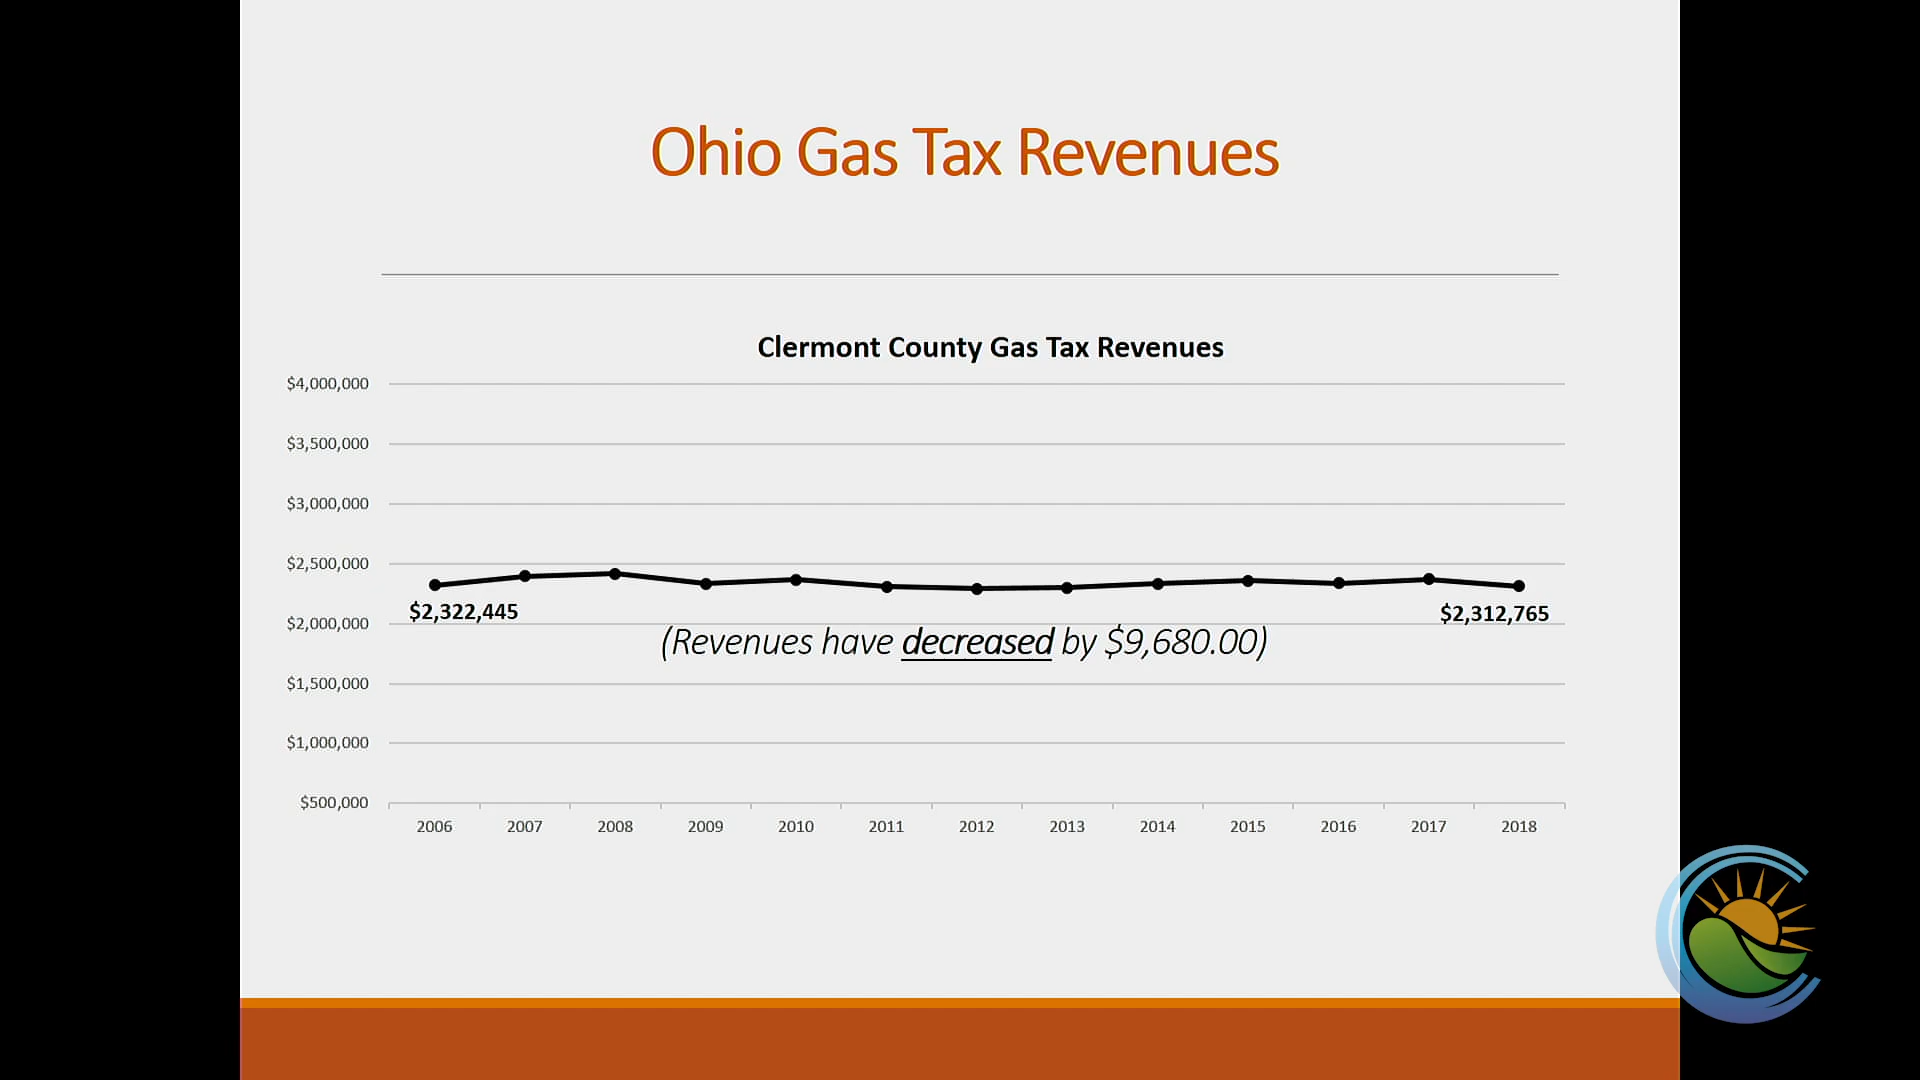 Ohio Gas Tax Revenues
Clermont County Gas Tax Revenues
$4,000,000
$3,500,000
$3,000,000
$2,500,000
$2,000,000
$1,500,000
$1,000,000
$500,000
$2,322,445
$2,312,765
(Revenues have decreased by $9,680.00)
2006 2007 2008 2009 2010 2011 2012 2013 2014 2015 2016 2017 2018